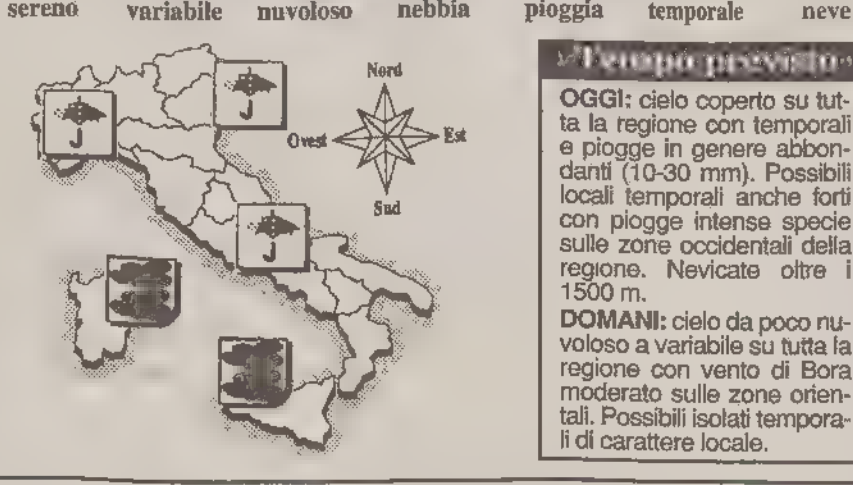 sereno variabile nuvoloso nebbia pioggia temporale neve
Nord
Ovest
Est
Sud
Tempo previsto
OGGI: cielo coperto su tut-
ta la regione con temporali
e piogge in genere abbon-
danti (10-30 mm). Possibili
locali temporali anche forti
con piogge intense specie
sulle zone occidentali della
regione. Nevicate oltre i
1500 m.
DOMANI: cielo da poco nu-
voloso a variabile su tutta la
regione con vento di Bora
moderato sulle zone orien-
tali. Possibili isolati tempora-
li di carattere locale.